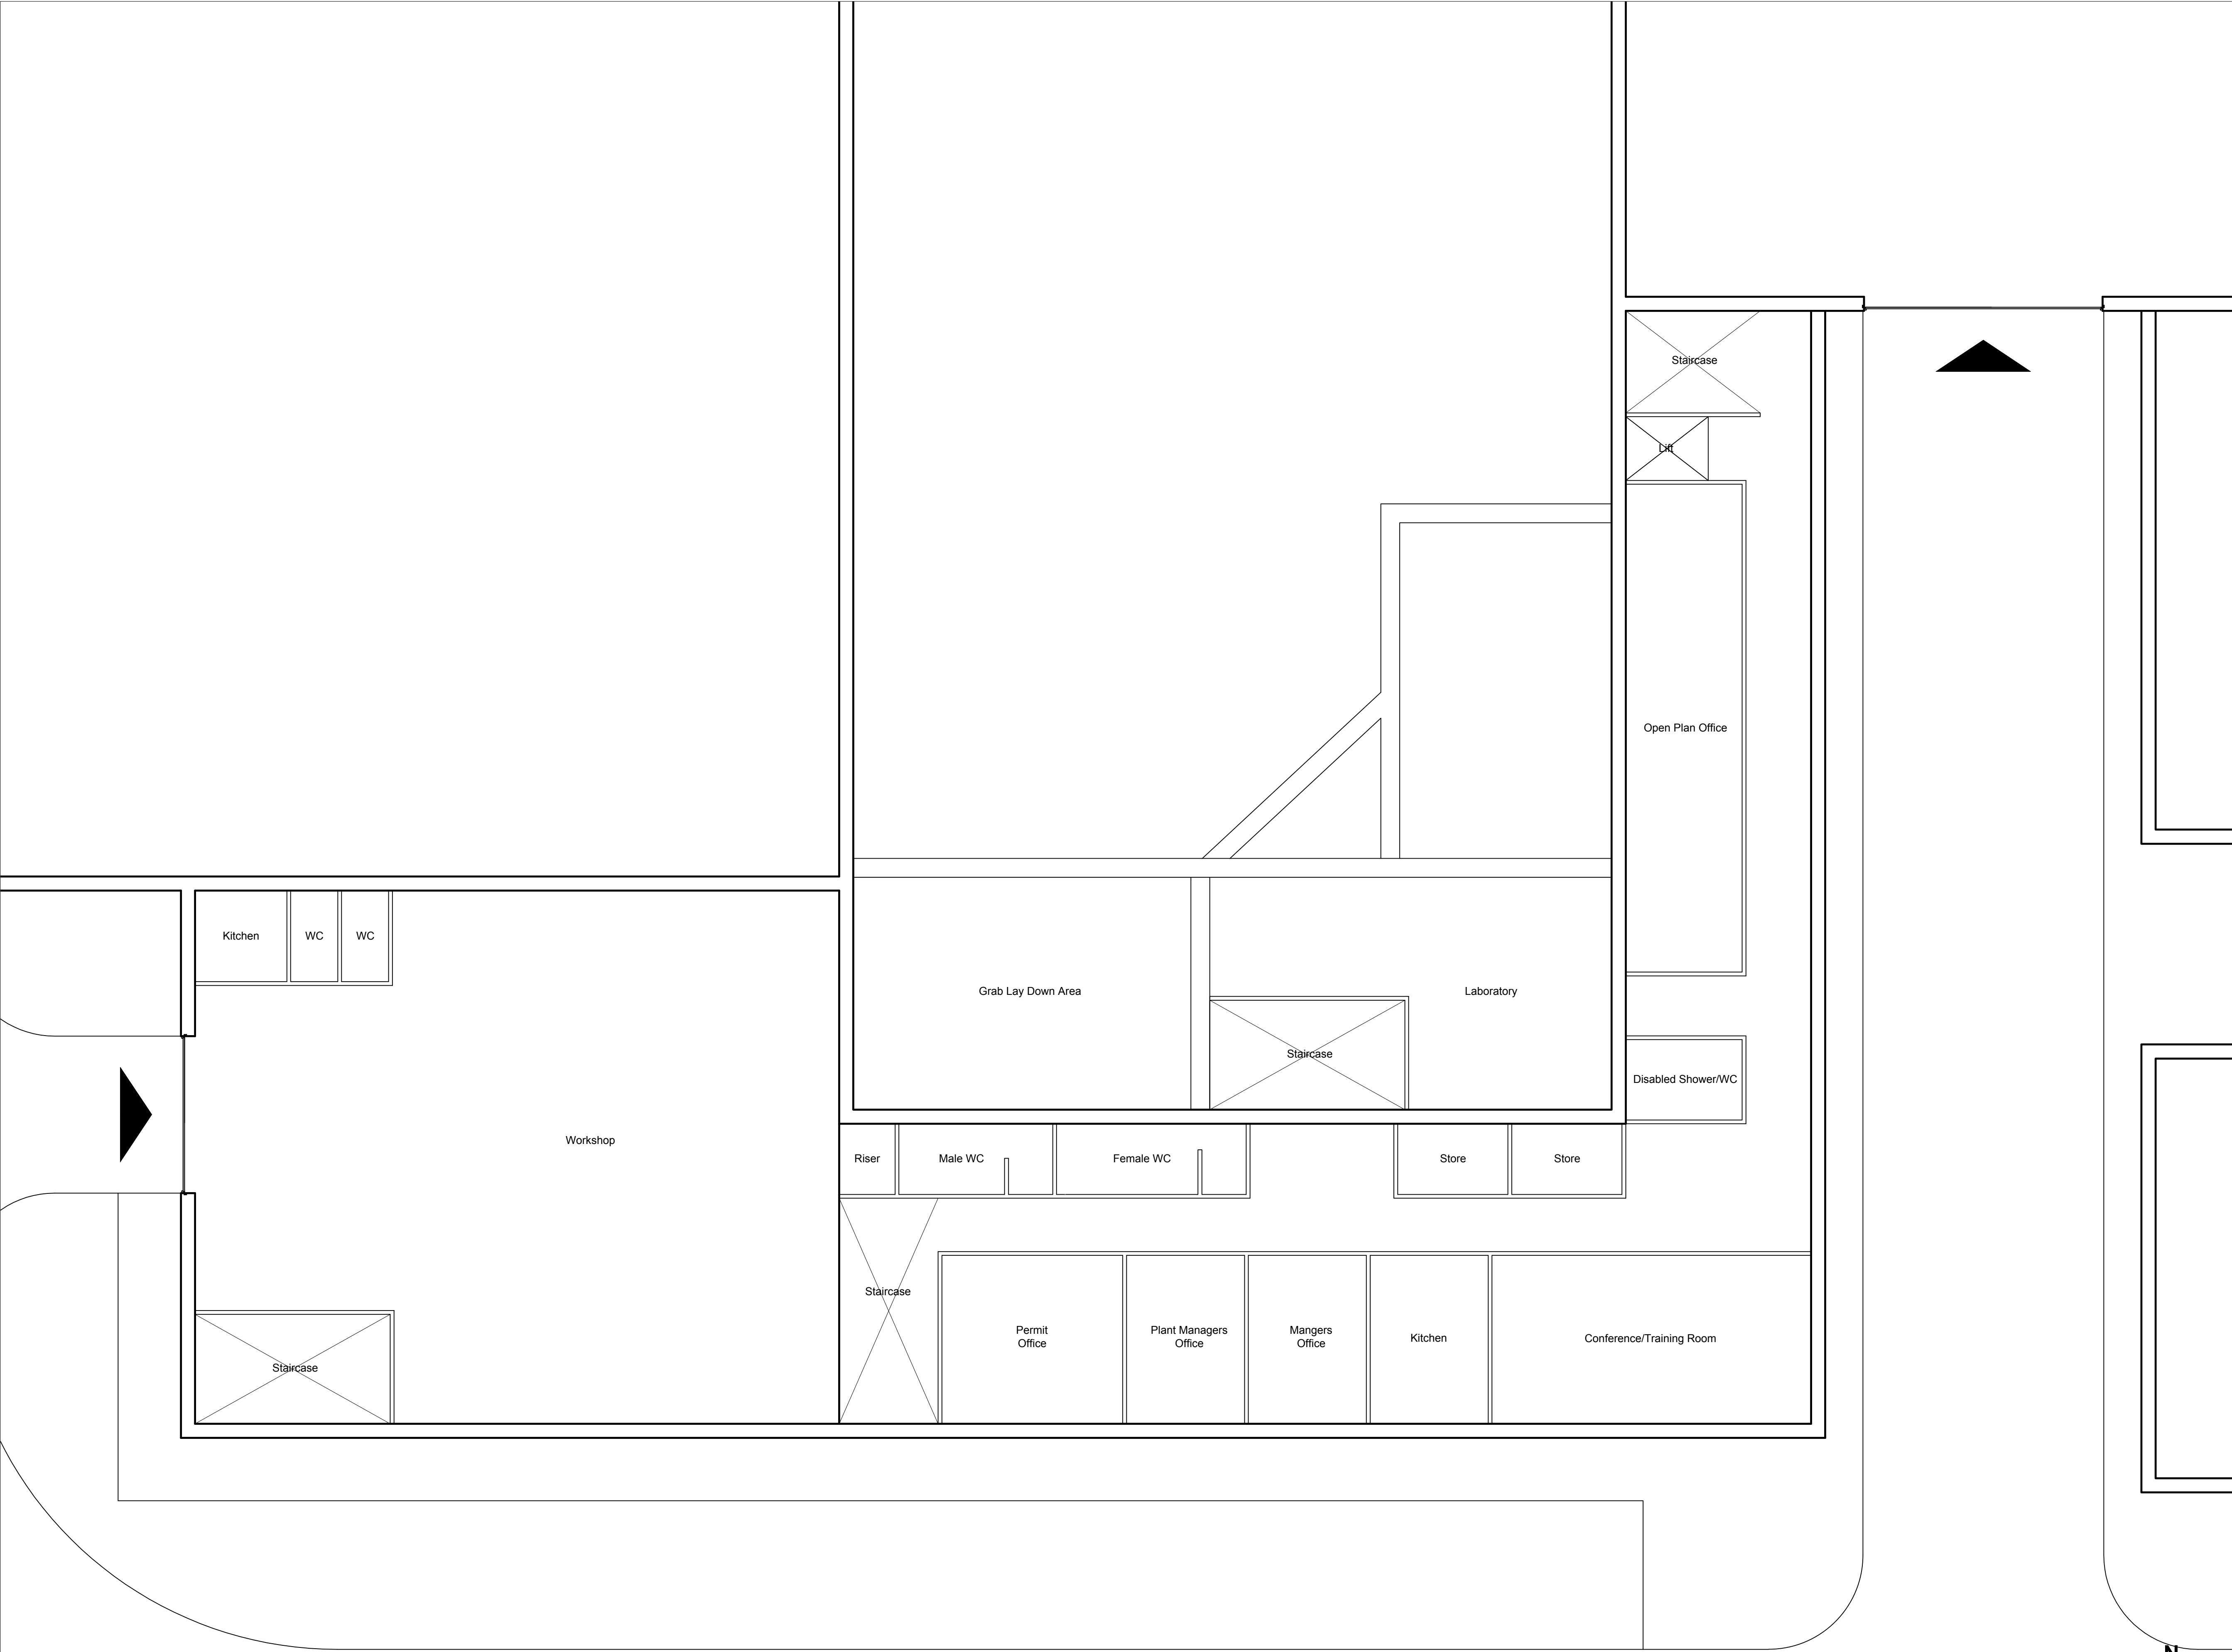 Staircase
Lift
Open Plan Office
Kitchen
WC
WC
Grab Lay Down Area
Laboratory
Staircase
Disabled Shower/WC
Workshop
Riser
Male WC
Female WC
Store
Store
Staircase
Permit
Office
Plant Managers
Office
Mangers
Office
Kitchen
Conference/Training Room
Staircase